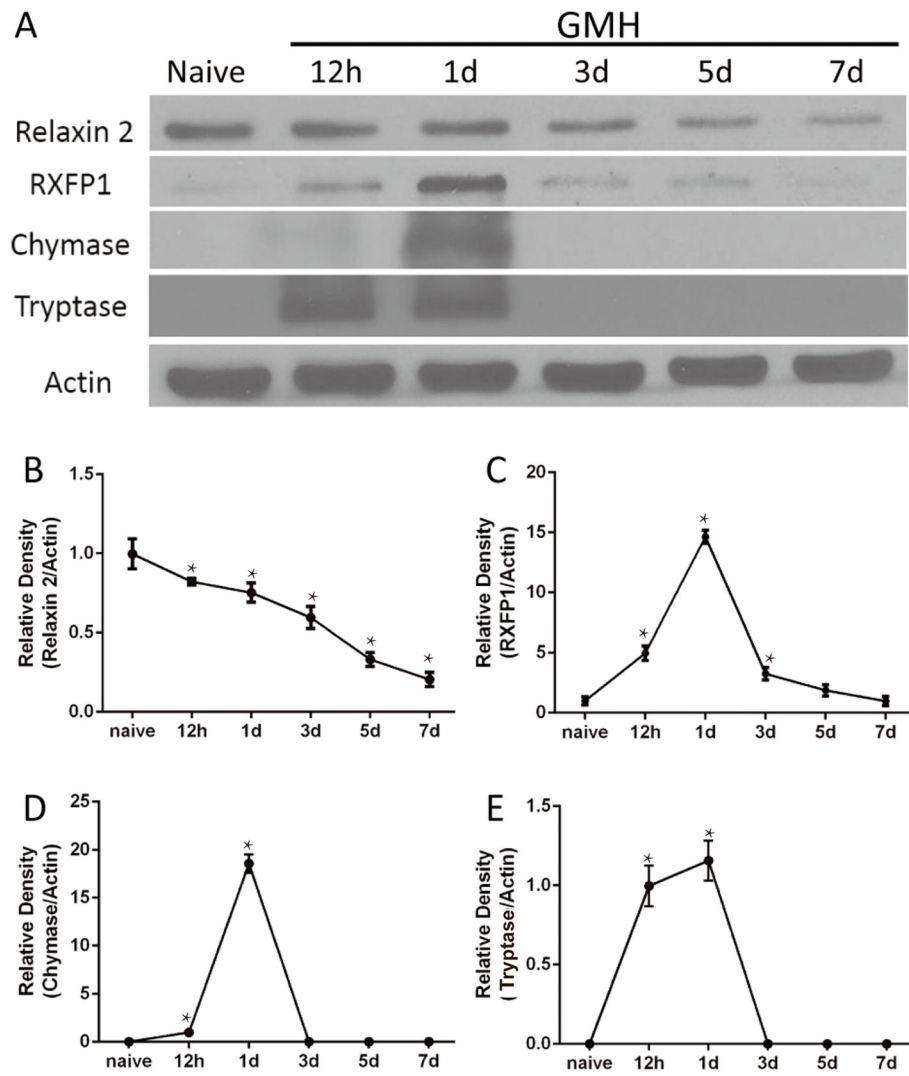 A
GMH
Naive 12h 1d 3d 5d 7d
Relaxin 2
RXFP1
Chymase
Tryptase
Actin
B
Relative Density
(Relaxin 2/Actin)
1.5
1.0
0.5
0.0
* * * * *
naive 12h 1d 3d 5d 7d
C
Relative Density
(RXFP1/Actin)
20
15
10
5
0
* * *
naive 12h 1d 3d 5d 7d
D
Relative Density
(Chymase/Actin)
25
20
15
10
5
0
* *
naive 12h 1d 3d 5d 7d
E
Relative Density
( Tryptase/Actin)
1.5
1.0
0.5
0.0
* *
naive 12h 1d 3d 5d 7d